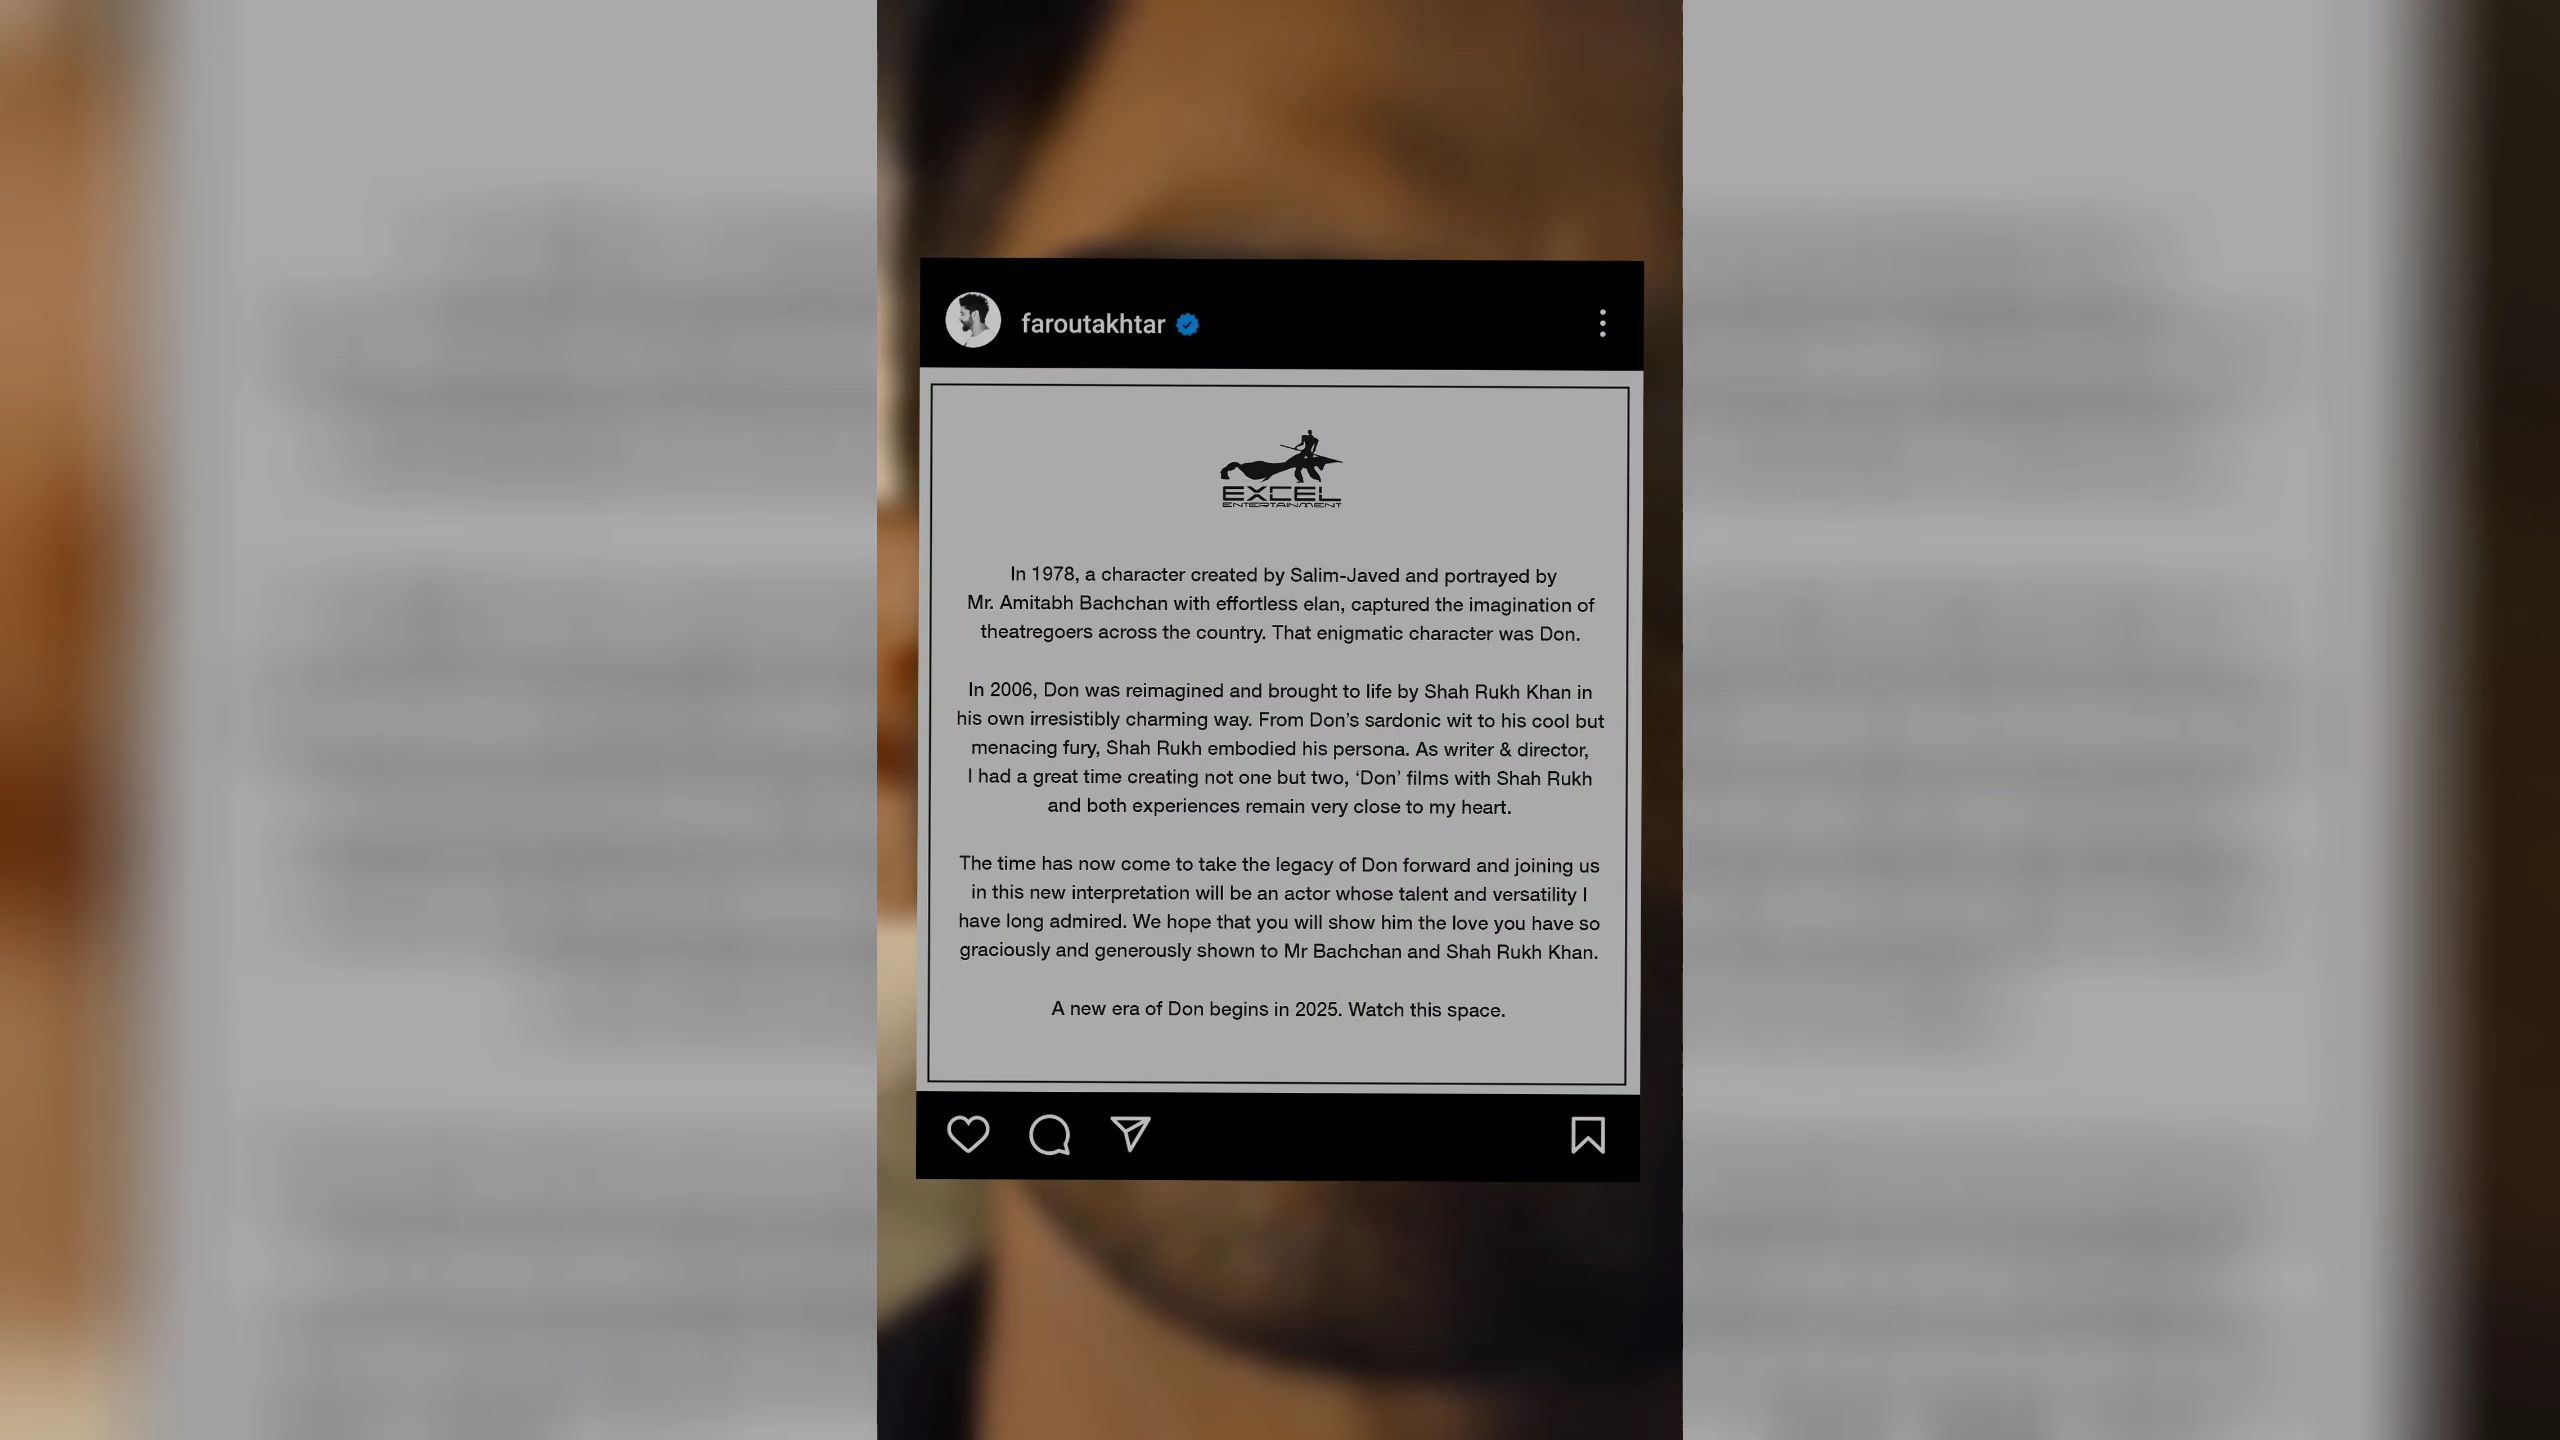 faroutakhtar
EXCEL
ENTERTAINMENT
In 1978, a character created by Salim-Javed and portrayed by
Mr. Amitabh Bachchan with effortless elan, captured the imagination of
theatregoers across the country. That enigmatic character was Don.
In 2006, Don was reimagined and brought to life by Shah Rukh Khan in
his own irresistibly charming way. From Don's sardonic wit to his cool but
menacing fury, Shah Rukh embodied his persona. As writer & director,
I had a great time creating not one but two, ‘Don’ films with Shah Rukh
and both experiences remain very close to my heart.
The time has now come to take the legacy of Don forward and joining us
in this new interpretation will be an actor whose talent and versatility I
have long admired. We hope that you will show him the love you have so
graciously and generously shown to Mr Bachchan and Shah Rukh Khan.
A new era of Don begins in 2025. Watch this space.